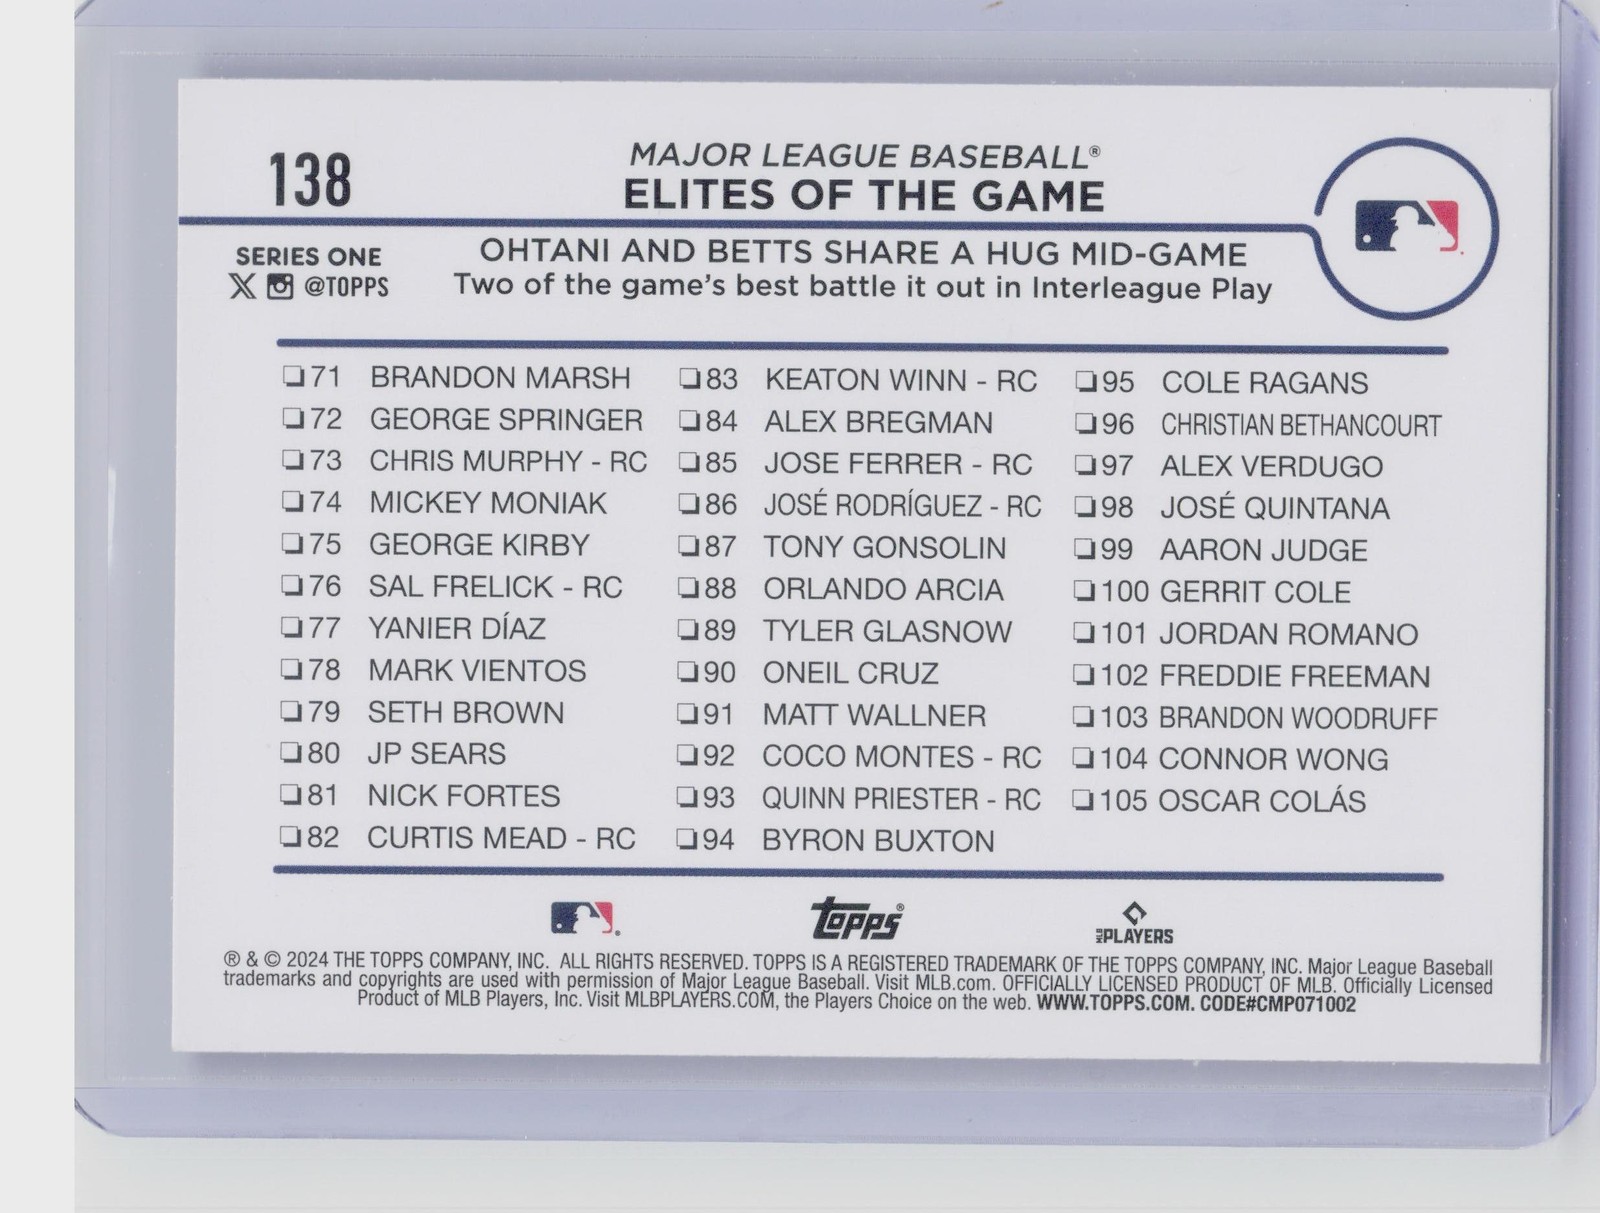 138
MAJOR LEAGUE BASEBALL®
ELITES OF THE GAME
SERIES ONE
@TOPPS
OHTANI AND BETTS SHARE A HUG MID-GAME
Two of the game's best battle it out in Interleague Play
❏71 BRANDON MARSH
❏72 GEORGE SPRINGER
❏73 CHRIS MURPHY - RC
❏74 MICKEY MONIAK
❏75 GEORGE KIRBY
❏76 SAL FRELICK - RC
❏77 YANIER DÍAZ
❏78 MARK VIENTOS
❏79 SETH BROWN
❏80 JP SEARS
❏81 NICK FORTES
❏82 CURTIS MEAD - RC
❏83 KEATON WINN - RC
❏84 ALEX BREGMAN
❏85 JOSE FERRER - RC
❏86 JOSÉ RODRÍGUEZ - RC
❏87 TONY GONSOLIN
❏88 ORLANDO ARCIA
❏89 TYLER GLASNOW
❏90 ONEIL CRUZ
❏91 MATT WALLNER
❏92 COCO MONTES - RC
❏93 QUINN PRIESTER - RC
❏94 BYRON BUXTON
❏95 COLE RAGANS
❏96 CHRISTIAN BETHANCOURT
❏97 ALEX VERDUGO
❏98 JOSÉ QUINTANA
❏99 AARON JUDGE
❏100 GERRIT COLE
❏101 JORDAN ROMANO
❏102 FREDDIE FREEMAN
❏103 BRANDON WOODRUFF
❏104 CONNOR WONG
❏105 OSCAR COLÁS
Topps®
MLB PLAYERS
® & © 2024 THE TOPPS COMPANY, INC. ALL RIGHTS RESERVED. TOPPS IS A REGISTERED TRADEMARK OF THE TOPPS COMPANY, INC. Major League Baseball
trademarks and copyrights are used with permission of Major League Baseball. Visit MLB.com. OFFICIALLY LICENSED PRODUCT OF MLB. Officially Licensed
Product of MLB Players, Inc. Visit MLBPLAYERS.COM, the Players Choice on the web. WWW.TOPPS.COM. CODE#CMP071002